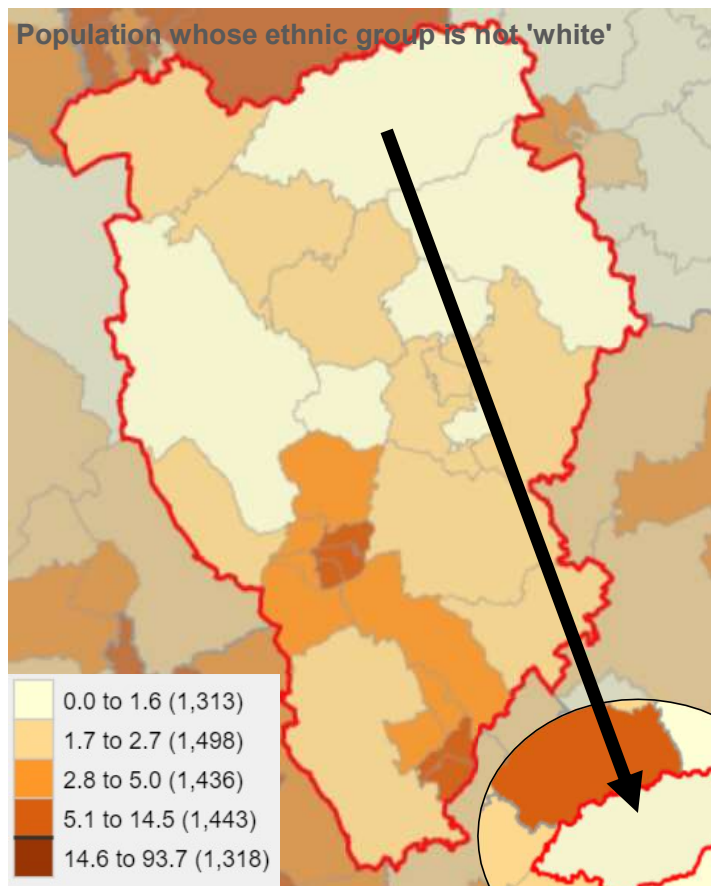 Population whose ethnic group is not 'white'
0.0 to 1.6 (1,313)
1.7 to 2.7 (1,498)
2.8 to 5.0 (1,436)
5.1 to 14.5 (1,443)
14.6 to 93.7 (1,318)